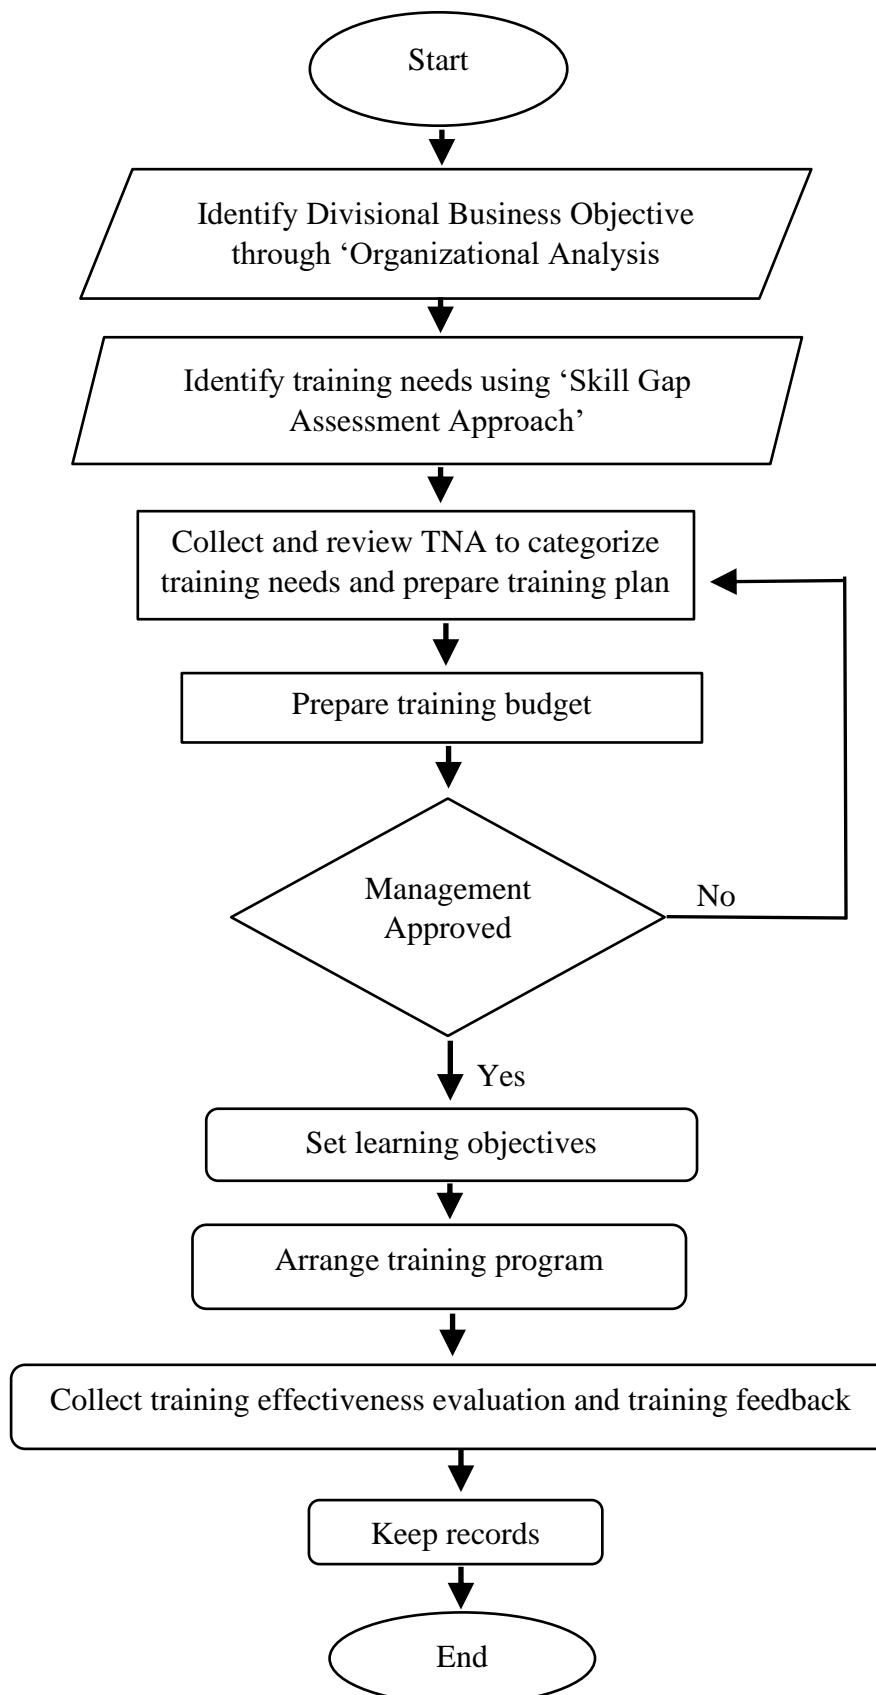 Start
Identify Divisional Business Objective
through ‘Organizational Analysis
Identify training needs using ‘Skill Gap
Assessment Approach’
Collect and review TNA to categorize
training needs and prepare training plan
Prepare training budget
Management
Approved
No
Yes
Set learning objectives
Arrange training program
Collect training effectiveness evaluation and training feedback
Keep records
End